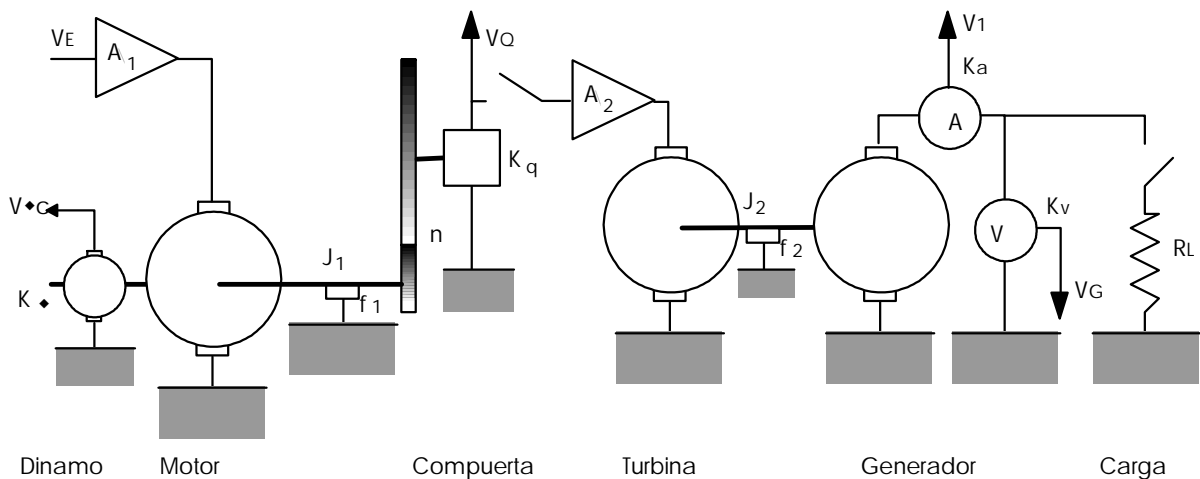 VE
A1
VQ
Kq
n
V♦C
K♦
J1
f1
A2
J2
f2
V1
Ka
A
V
Kv
VG
RL
Dinamo Motor Compuerta Turbina Generador Carga